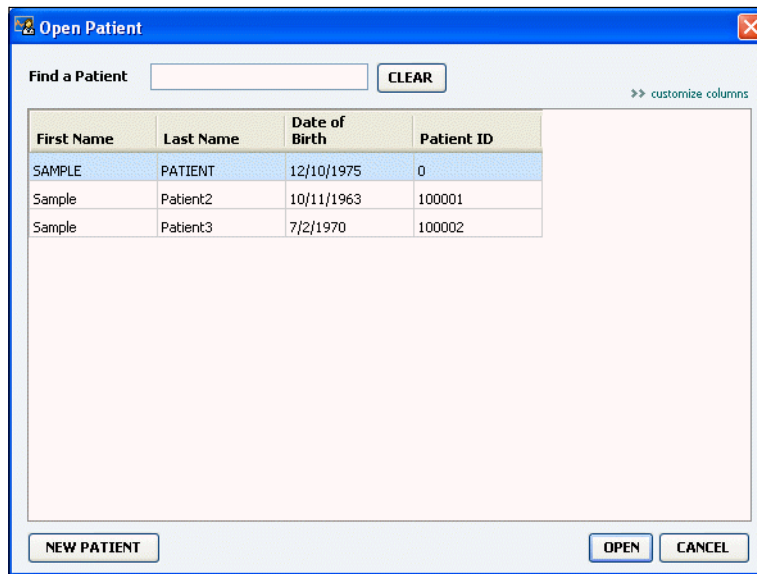 Open Patient
Find a Patient CLEAR
>> customize columns
First Name Last Name Date of Birth Patient ID
SAMPLE PATIENT 12/10/1975 0
Sample Patient2 10/11/1963 100001
Sample Patient3 7/2/1970 100002
NEW PATIENT OPEN CANCEL